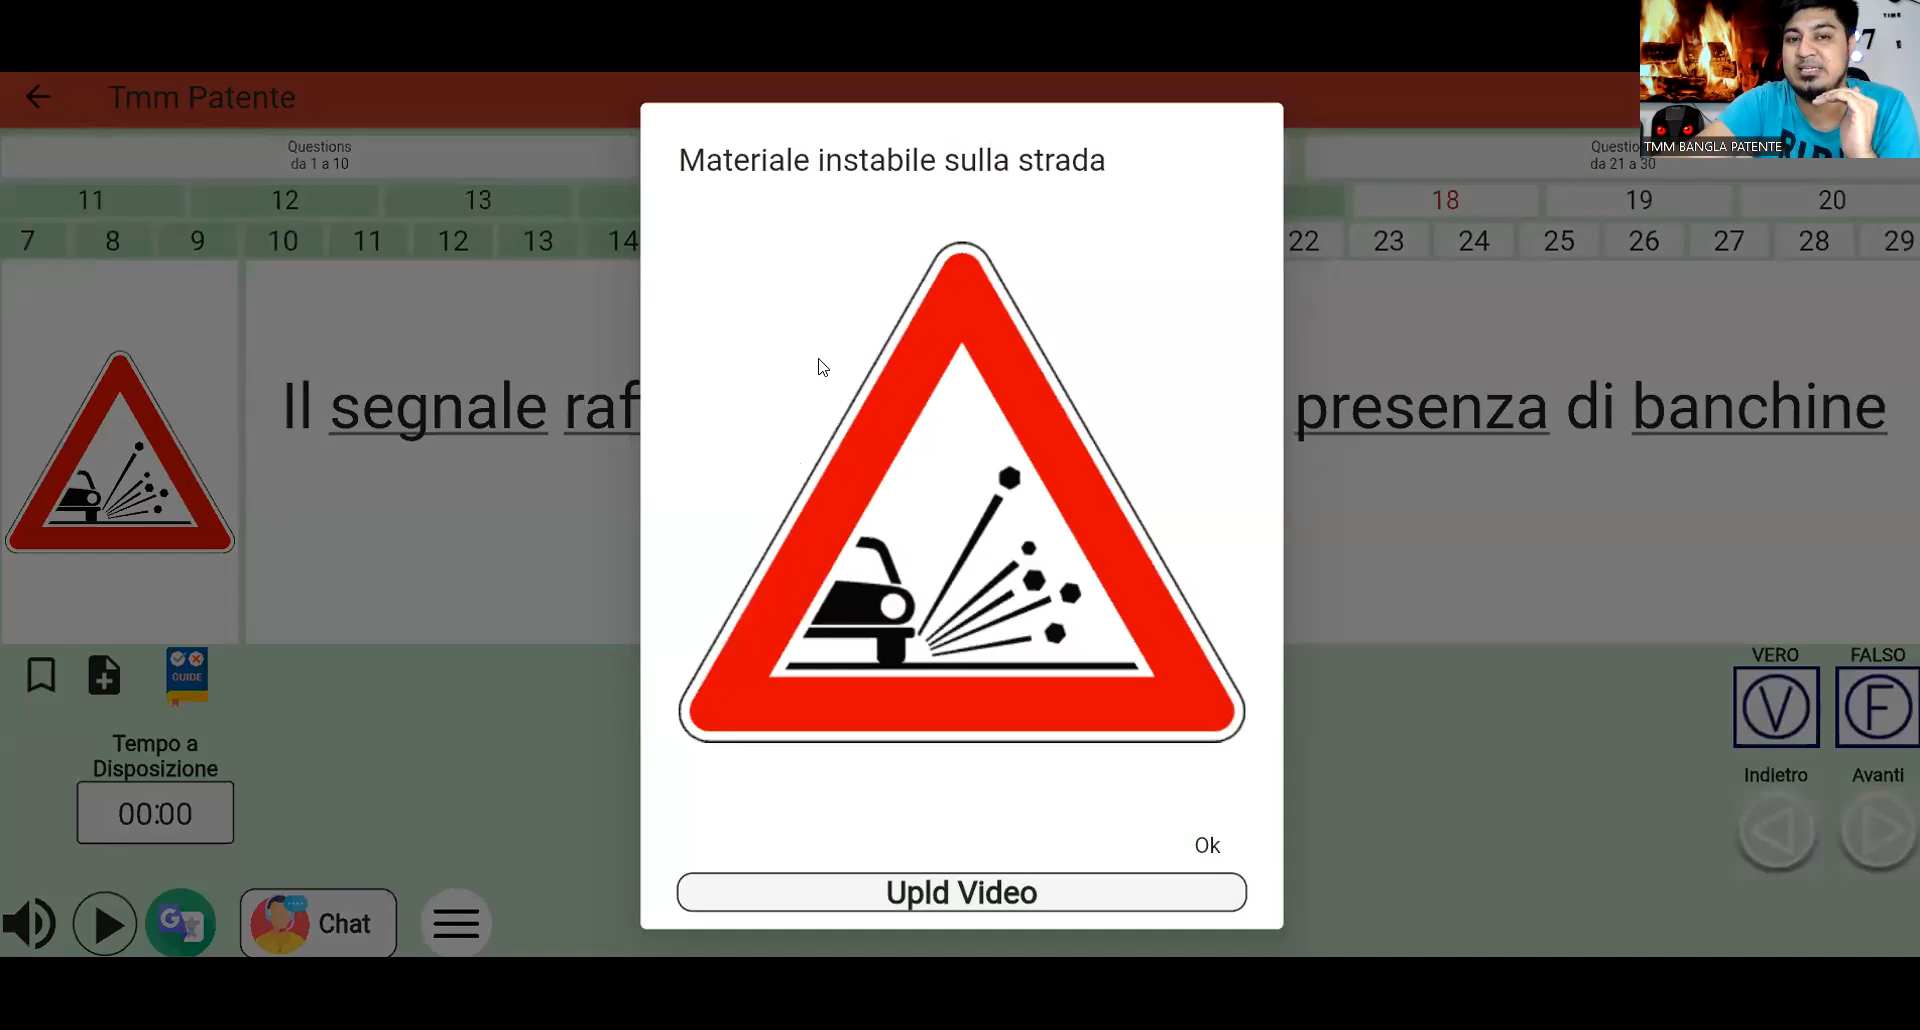 Tmm Patente
TIME
7
TMM BANGLA PATENTE
Questions
da 1 a 10
da 21 a 30
11 12 13 18 19 20
7 8 9 10 11 12 13 14 22 23 24 25 26 27 28 29
Materiale instabile sulla strada
Il segnale raf presenza di banchine
GUIDE
VERO FALSO
V F
Tempo a
Disposizione
00:00
Indietro Avanti
Ok
Upld Video
G
Chat